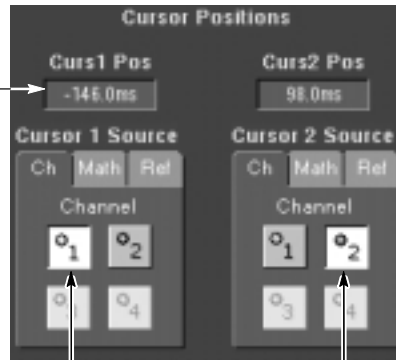 Cursor Positions
Curs1 Pos Curs2 Pos
-146.0ms 98.0ms
Cursor 1 Source Cursor 2 Source
Ch Math Ref Ch Math Ref
Channel Channel
1 2 1 2
3 4 3 4